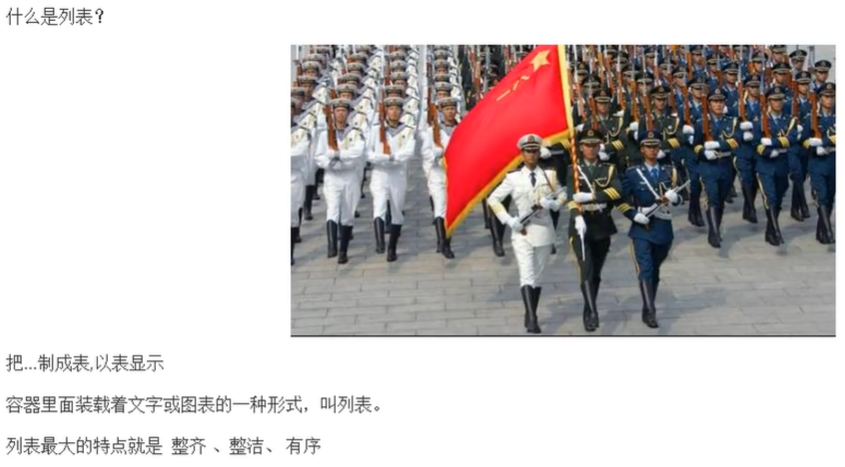 什么是列表？
把...制成表,以表显示
容器里面装载着文字或图表的一种形式，叫列表。
列表最大的特点就是 整齐 、整洁、 有序